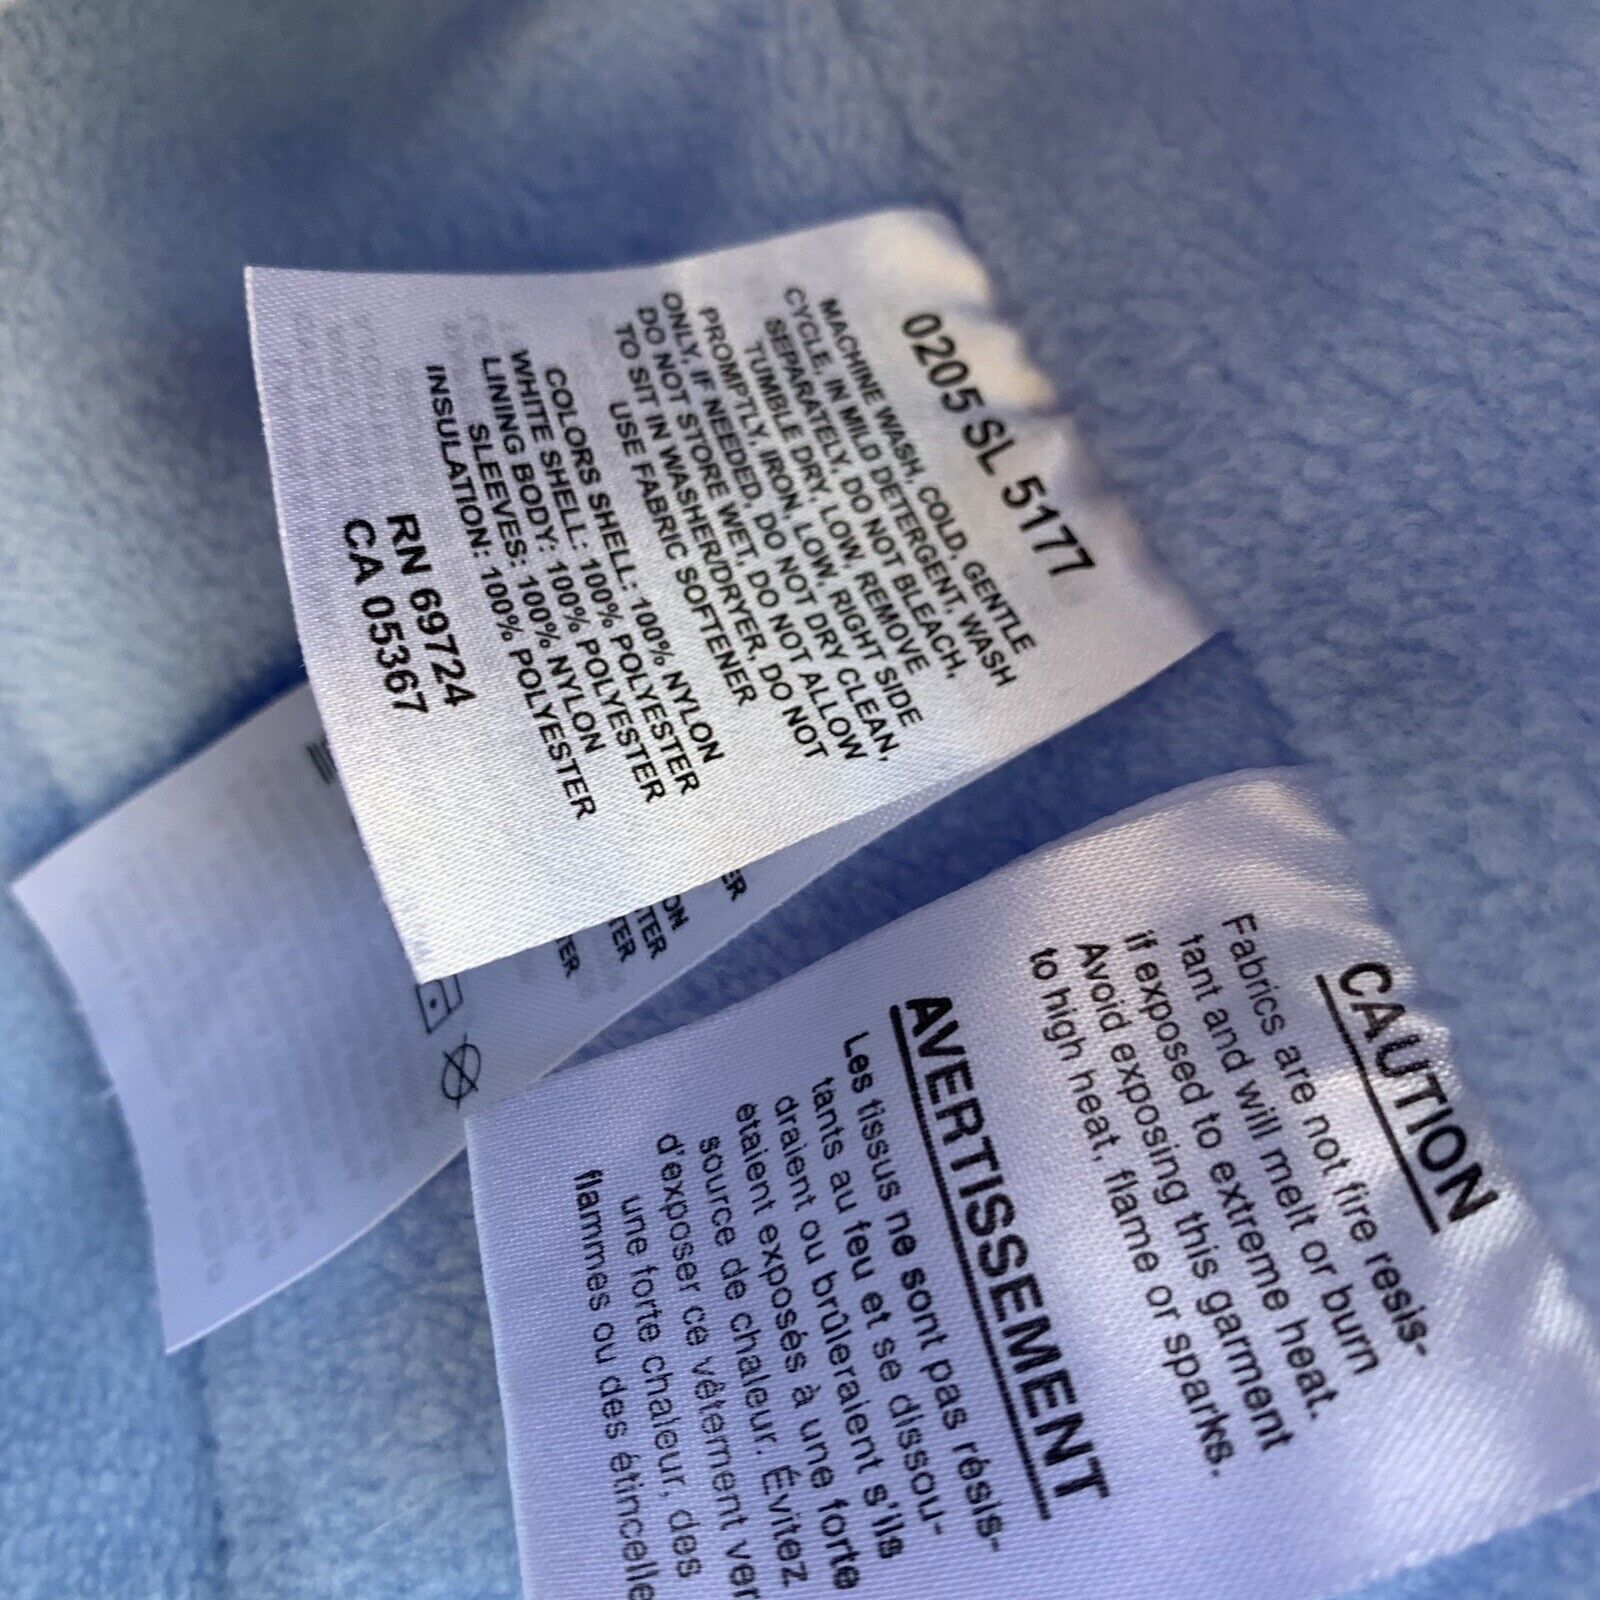 0205 SL 5177
MACHINE WASH, COLD, GENTLE
CYCLE, IN MILD DETERGENT, WASH
SEPARATELY, DO NOT BLEACH,
TUMBLE DRY, LOW, REMOVE
PROMPTLY, IRON, LOW, RIGHT SIDE
ONLY, IF NEEDED, DO NOT DRY CLEAN,
DO NOT STORE WET, DO NOT ALLOW
TO SIT IN WASHER/DRYER, DO NOT
USE FABRIC SOFTENER
COLORS SHELL: 100% NYLON
WHITE SHELL: 100% POLYESTER
LINING BODY: 100% POLYESTER
SLEEVES: 100% NYLON
INSULATION: 100% POLYESTER
RN 69724
CA 05367
ER
ON
TER
TER
TER
CAUTION
Fabrics are not fire resis-
tant and will melt or burn
if exposed to extreme heat.
Avoid exposing this garment
to high heat, flame or sparks.
AVERTISSEMENT
Les tissus ne sont pas résis-
tants au feu et se dissou-
draient ou brûleraient s'ils
étaient exposés à une forte
source de chaleur. Évitez
d'exposer ce vêtement ver
une forte chaleur, des
flammes ou des étincelle